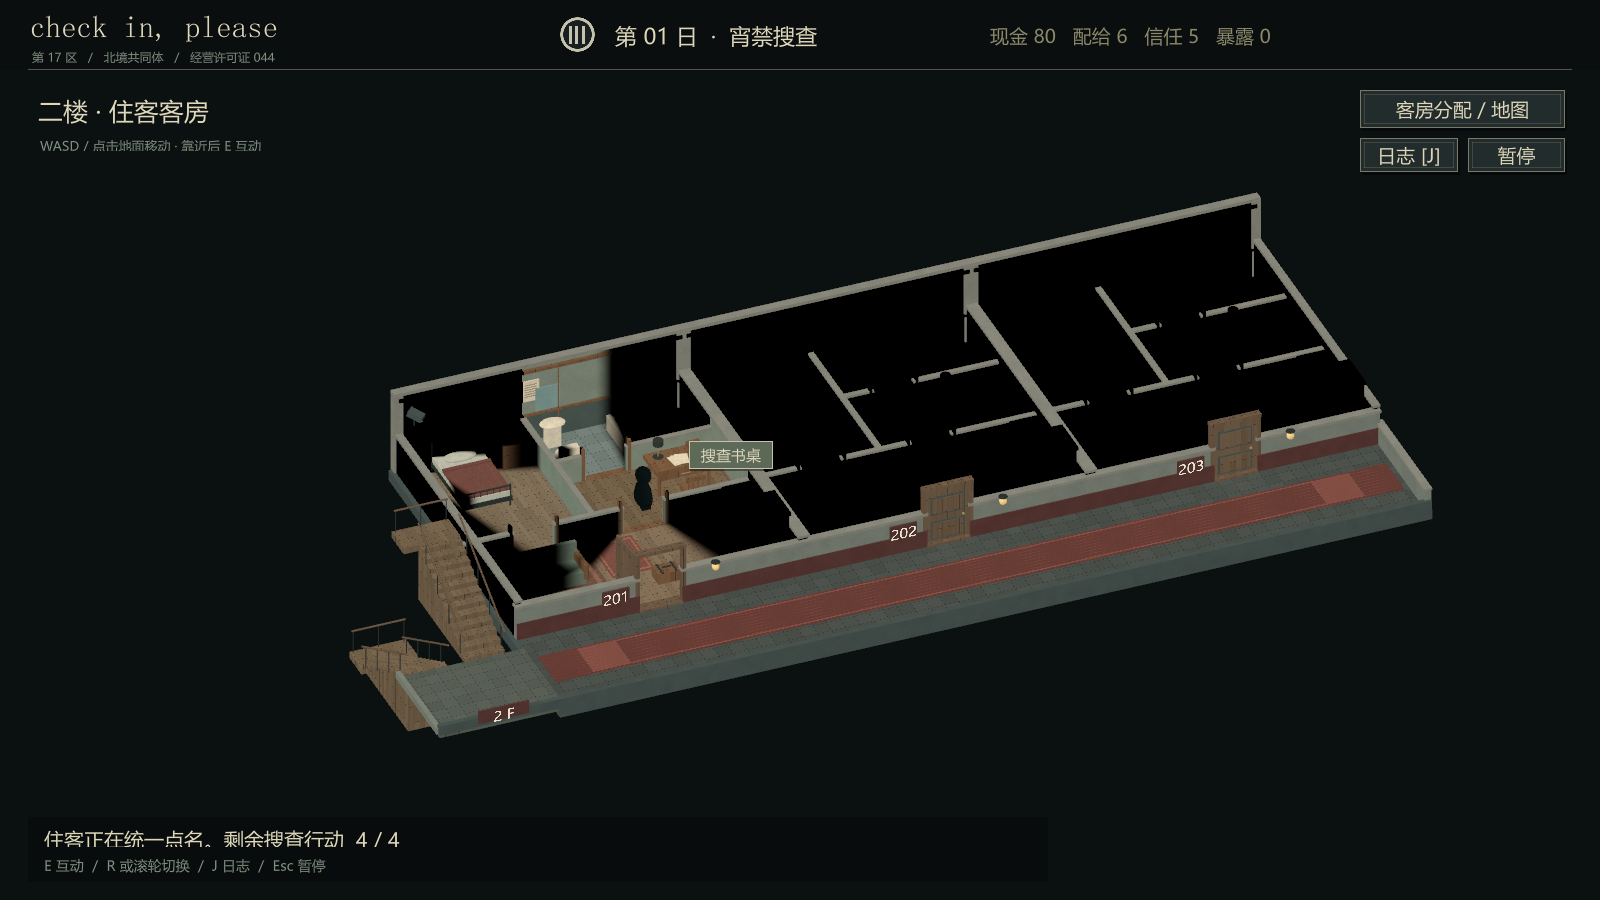 check in, please
第 17 区 / 北境共同体 / 经营许可证 044
第 01 日 · 宵禁搜查
现金 80 配给 6 信任 5 暴露 0
二楼 · 住客客房
WASD / 点击地面移动 · 靠近后 E 互动
客房分配 / 地图
日志 [J]
暂停
搜查书桌
203
202
201
2 F
住客正在统一点名。剩余搜查行动 4 / 4
E 互动 / R 或滚轮切换 / J 日志 / Esc 暂停